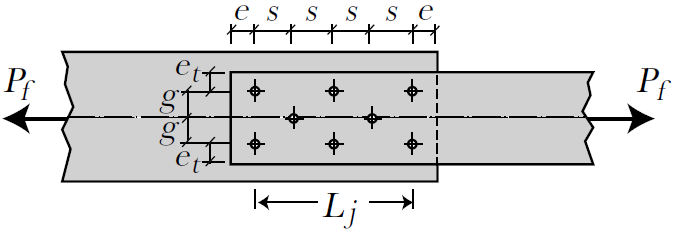 e s s s s e
e_t
P_f P_f
g
g
e_t
L_j